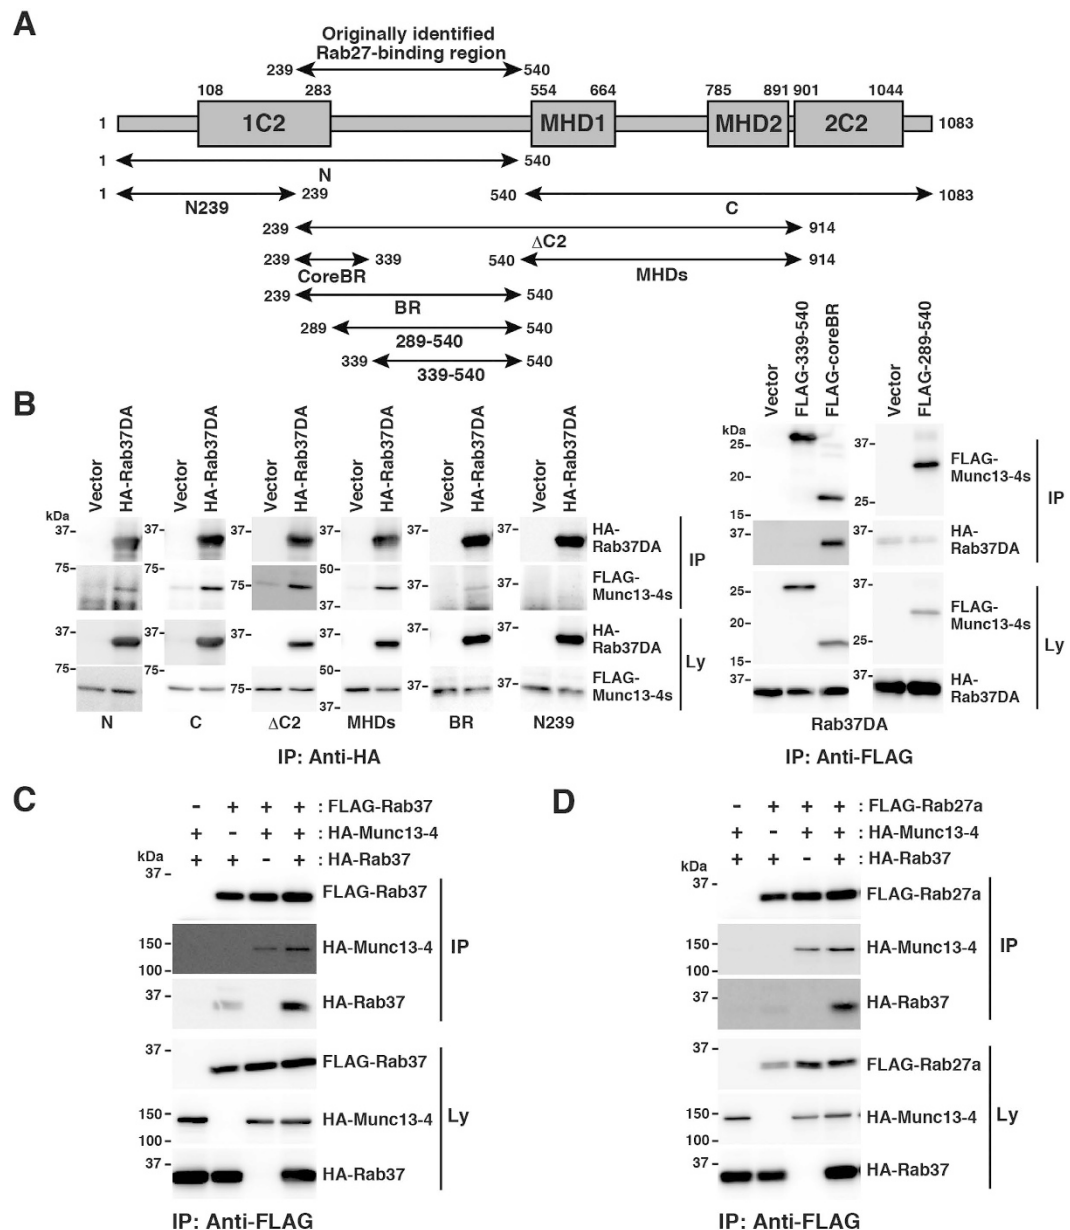 A
Originally identified
Rab27-binding region
239 540
108 283 554 664 785 891 901 1044
1 1C2 MHD1 MHD2 2C2 1083
1 540
N
1 239 540 1083
N239 C
239 914
ΔC2
239 339 540 914
CoreBR MHDs
239 540
BR
289 540
289-540
339 540
339-540
B
Vector HA-Rab37DA Vector HA-Rab37DA Vector HA-Rab37DA Vector HA-Rab37DA Vector HA-Rab37DA Vector HA-Rab37DA
kDa
37- 37- 37- 37- 37- 37- HA-
Rab37DA
75- 75- 75- 50- 37- 37- FLAG-
Munc13-4s
37-
IP
37- 37- 37- 37- 37- 37- HA-
Rab37DA
75- 75- 75- 50- 37- 37- FLAG-
Munc13-4s
37-
Ly
N C ΔC2 MHDs BR N239
IP: Anti-HA
Vector FLAG-339-540 FLAG-coreBR Vector FLAG-289-540
kDa
25- 37- FLAG-
Munc13-4s
20-
15- 25-
37- 37- HA-
Rab37DA
IP
25- 37- FLAG-
Munc13-4s
20- 25-
15-
37- 37- HA-
Rab37DA
Ly
Rab37DA
IP: Anti-FLAG
C
- + + + : FLAG-Rab37
+ - + + : HA-Munc13-4
+ + - + : HA-Rab37
kDa
37- FLAG-Rab37
150- HA-Munc13-4
100-
37- HA-Rab37
IP
37- FLAG-Rab37
150- HA-Munc13-4
100-
37- HA-Rab37
Ly
IP: Anti-FLAG
D
- + + + : FLAG-Rab27a
+ - + + : HA-Munc13-4
+ + - + : HA-Rab37
kDa
37- FLAG-Rab27a
150- HA-Munc13-4
100-
37- HA-Rab37
IP
37- FLAG-Rab27a
150- HA-Munc13-4
100-
37- HA-Rab37
Ly
IP: Anti-FLAG